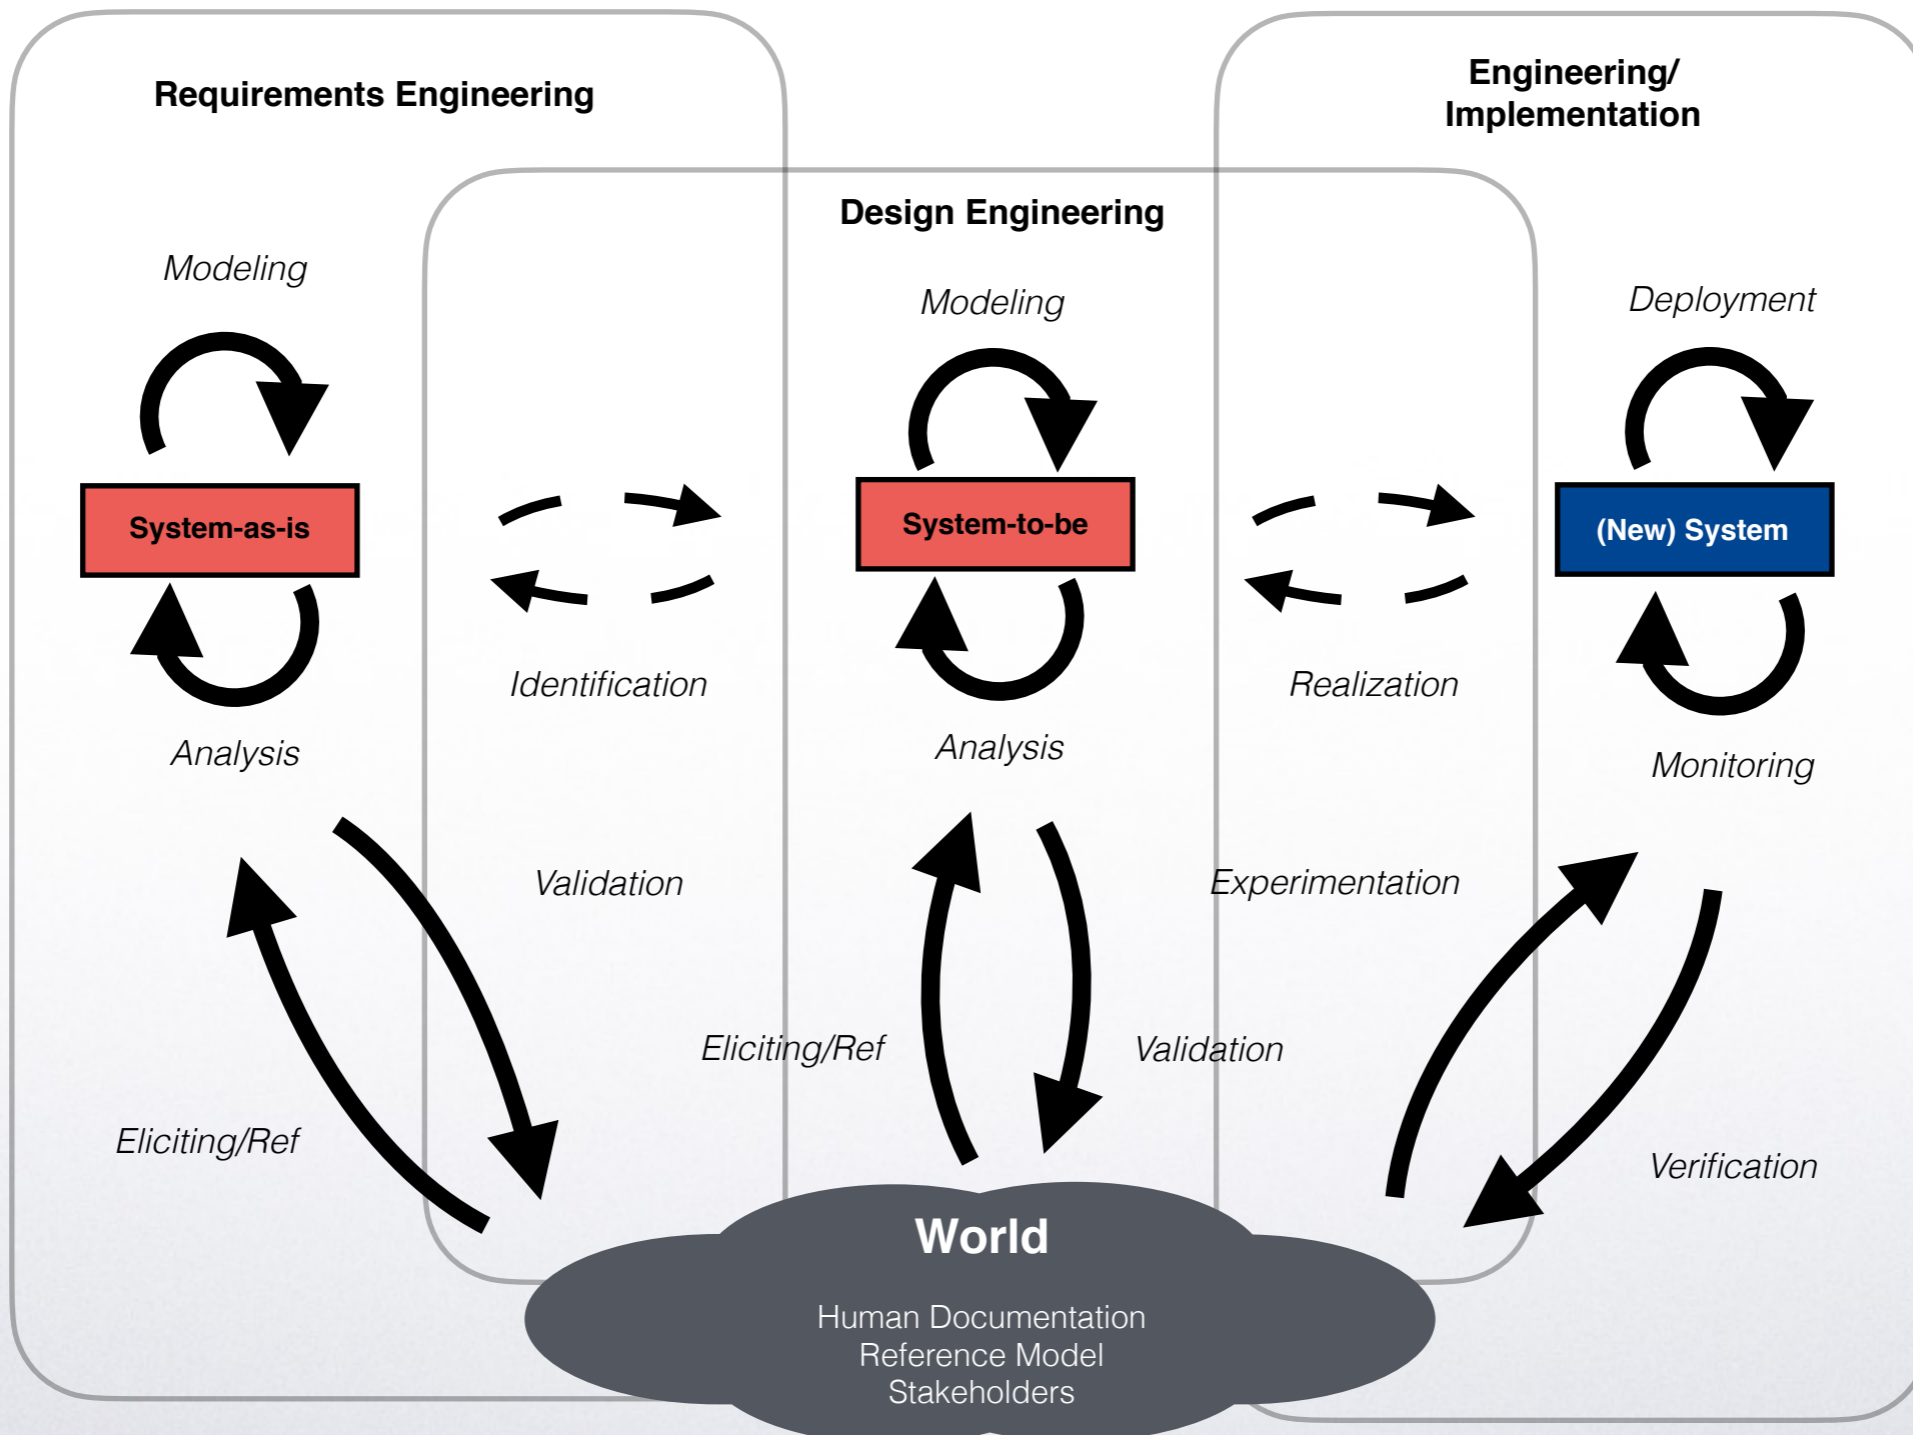 Requirements Engineering
Engineering/
Implementation
Design Engineering
Modeling
Modeling
Deployment
System-as-is
System-to-be
(New) System
Identification
Realization
Analysis
Analysis
Monitoring
Validation
Experimentation
Eliciting/Ref
Validation
Eliciting/Ref
Verification
World
Human Documentation
Reference Model
Stakeholders